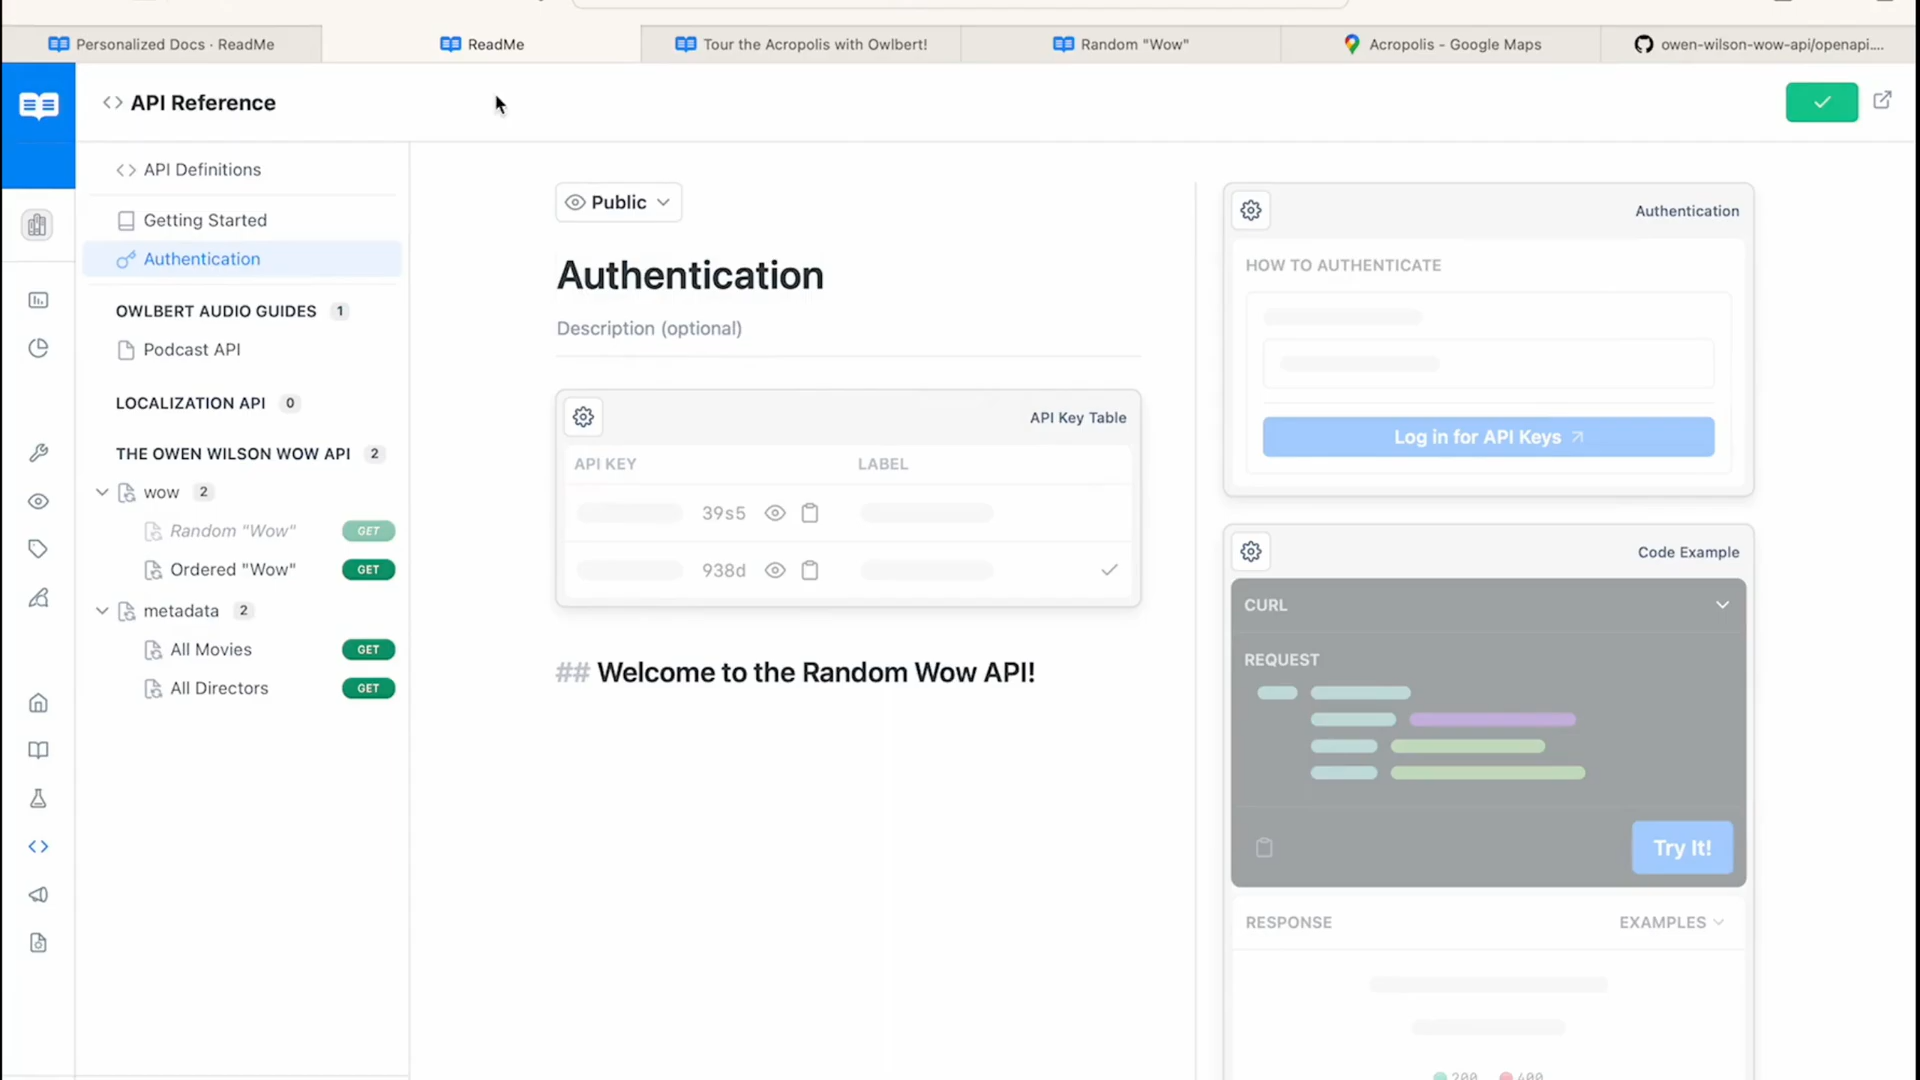 Personalized Docs · ReadMe
ReadMe
Tour the Acropolis with Owlbert!
Random "Wow"
Acropolis - Google Maps
owen-wilson-wow-api/openapi....
API Reference
API Definitions
Getting Started
Authentication
OWLBERT AUDIO GUIDES 1
Podcast API
LOCALIZATION API 0
THE OWEN WILSON WOW API 2
wow 2
Random "Wow" GET
Ordered "Wow" GET
metadata 2
All Movies GET
All Directors GET
Public
Authentication
Description (optional)
API Key Table
API KEY LABEL
39s5
938d
## Welcome to the Random Wow API!
Authentication
HOW TO AUTHENTICATE
Log in for API Keys
Code Example
CURL
REQUEST
Try It!
RESPONSE EXAMPLES
200 400